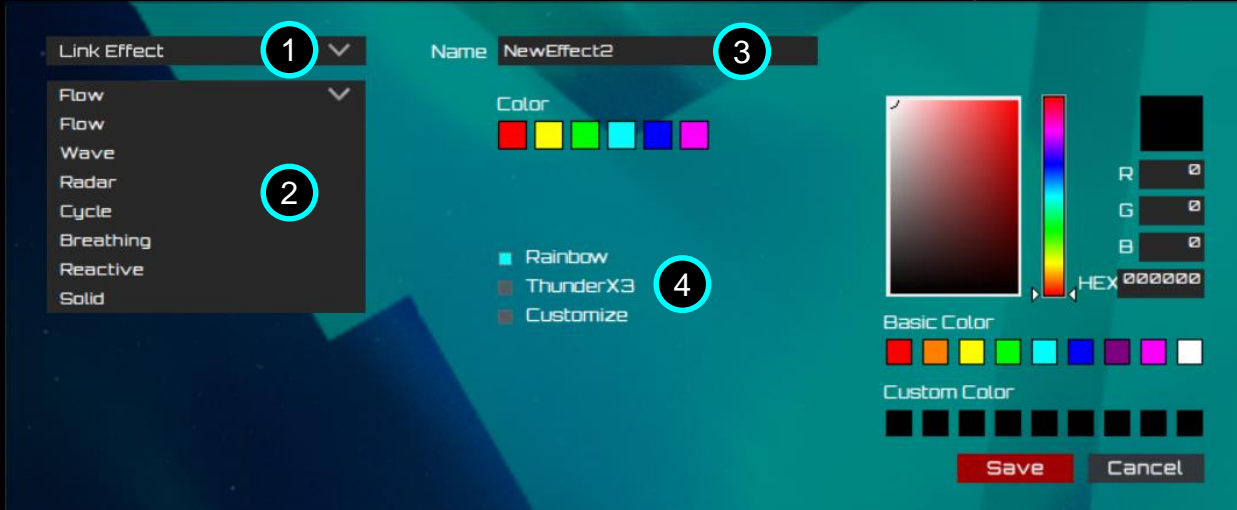 Link Effect
1
Name
NewEffect2
3
Flow
Flow
Wave
Radar
Cycle
Breathing
Reactive
Solid
2
Color
Rainbow
ThunderX3
Customize
4
R 0
G 0
B 0
HEX 000000
Basic Color
Custom Color
Save
Cancel